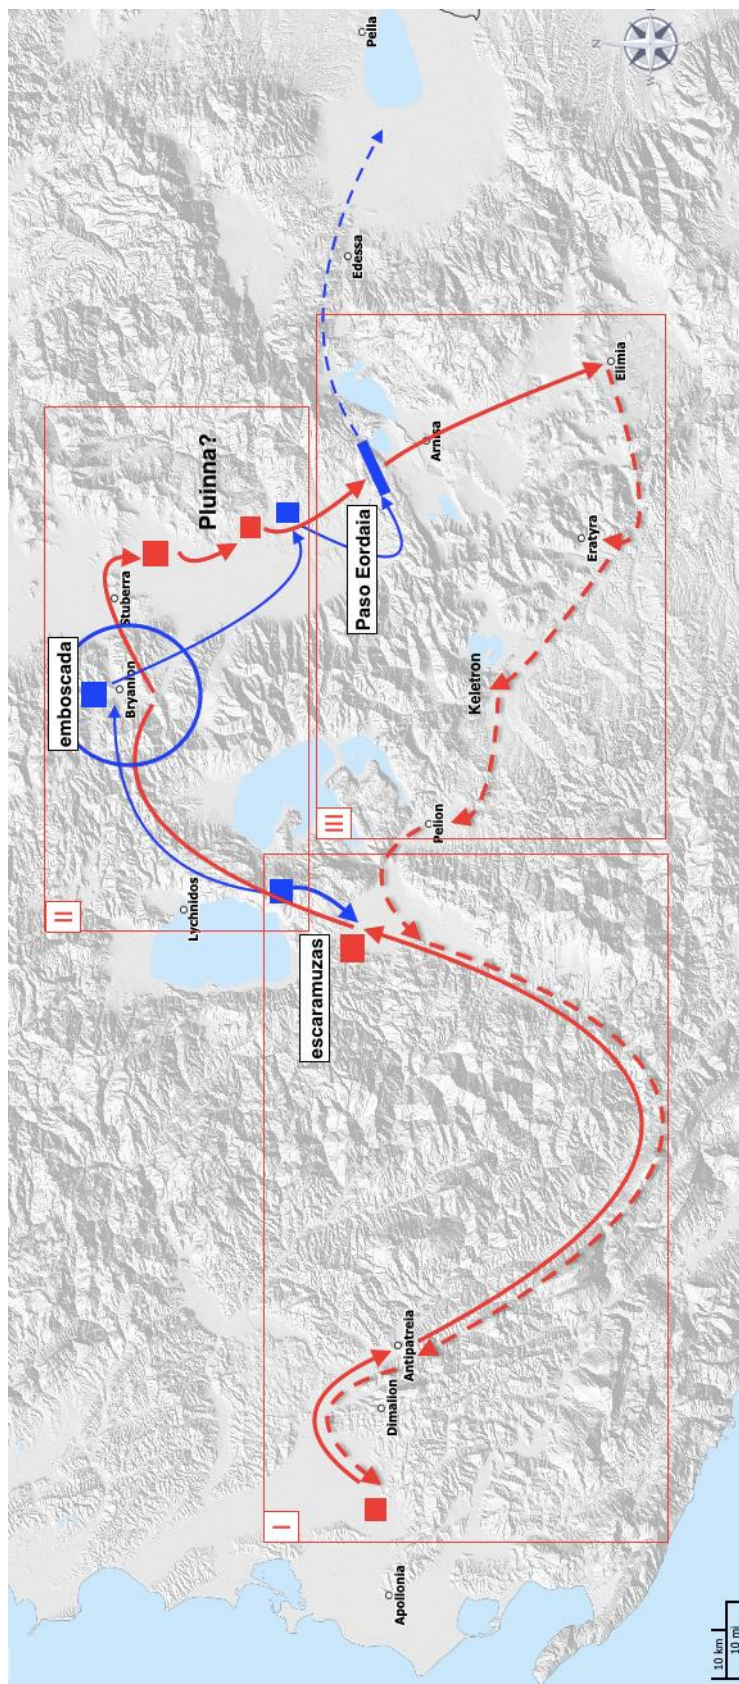 II
emboscada
Bryanion
Stuberra
Lychnidos
Pluinna?
I
escaramuzas
III
Paso Eordaia
Edessa
Pella
Apollonia
Dimalion
Antipatreia
Pelion
Arnisa
Keletron
Eratyra
Elimia
N
W
10 km
10 mi